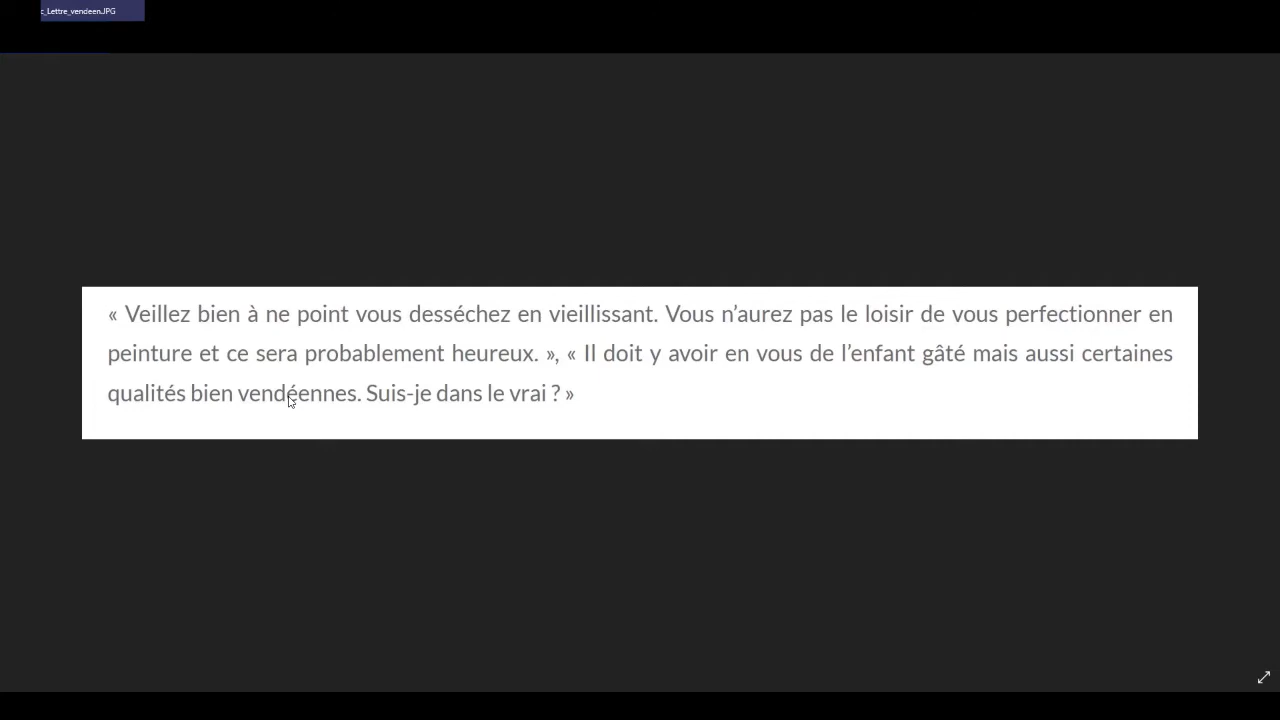 c_Lettre_vendeen.JPG
« Veillez bien à ne point vous desséchez en vieillissant. Vous n’aurez pas le loisir de vous perfectionner en
peinture et ce sera probablement heureux. », « Il doit y avoir en vous de l’enfant gâté mais aussi certaines
qualités bien vendéennes. Suis-je dans le vrai ? »